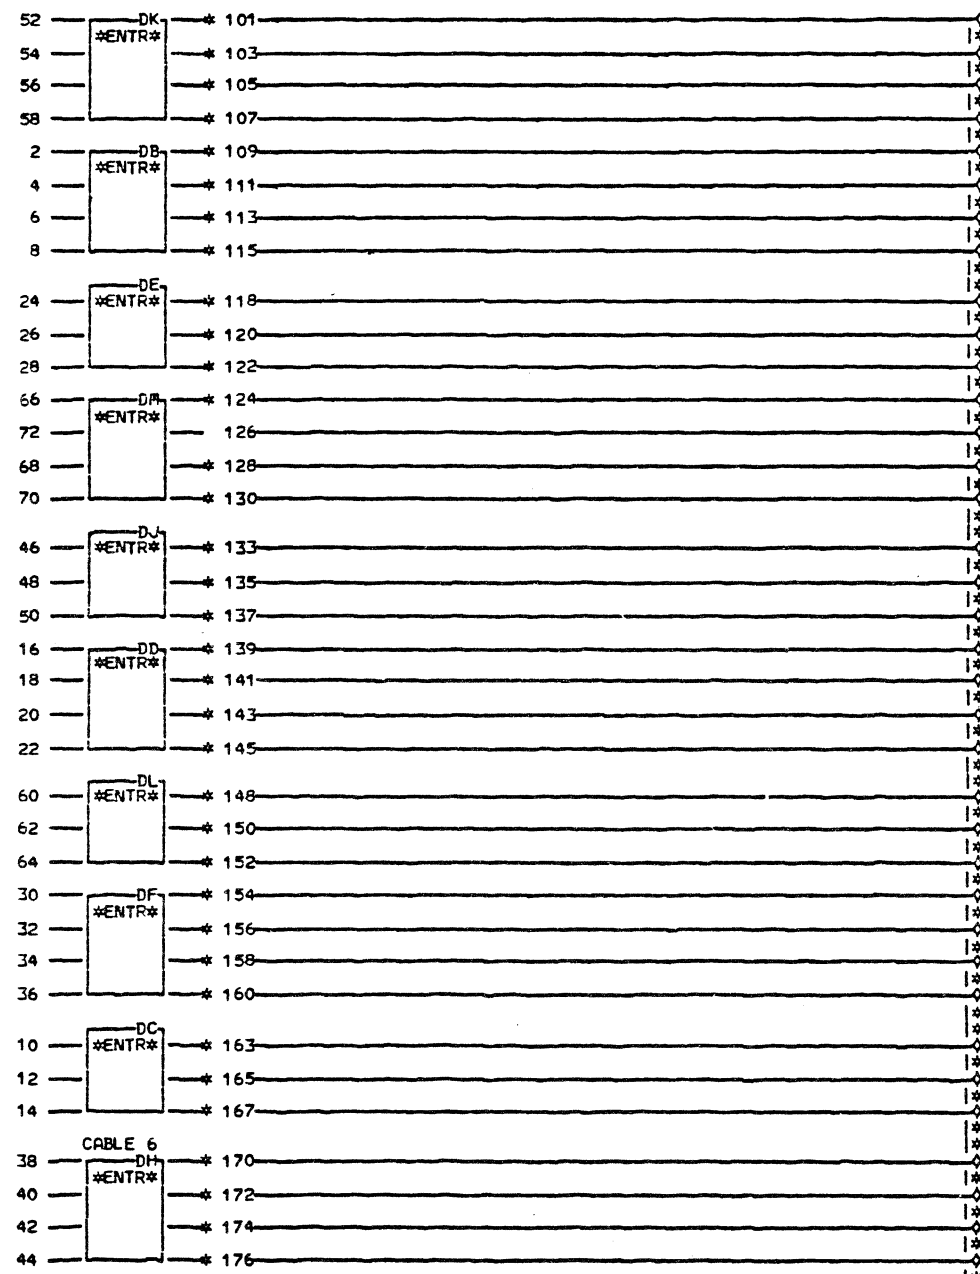 52 DK * 101
*ENTR*
54 * 103
56 * 105
58 * 107
2 DB * 109
*ENTR*
4 * 111
6 * 113
8 * 115
DE
24 *ENTR* * 118
26 * 120
28 * 122
66 DM * 124
*ENTR*
72 126
68 * 128
70 * 130
DJ
46 *ENTR* * 133
48 * 135
50 * 137
16 DD * 139
*ENTR*
18 * 141
20 * 143
22 * 145
DL
60 *ENTR* * 148
62 * 150
64 * 152
30 DF * 154
*ENTR*
32 * 156
34 * 158
36 * 160
DC
10 *ENTR* * 163
12 * 165
14 * 167
CABLE 6
38 DH * 170
*ENTR*
40 * 172
42 * 174
44 * 176